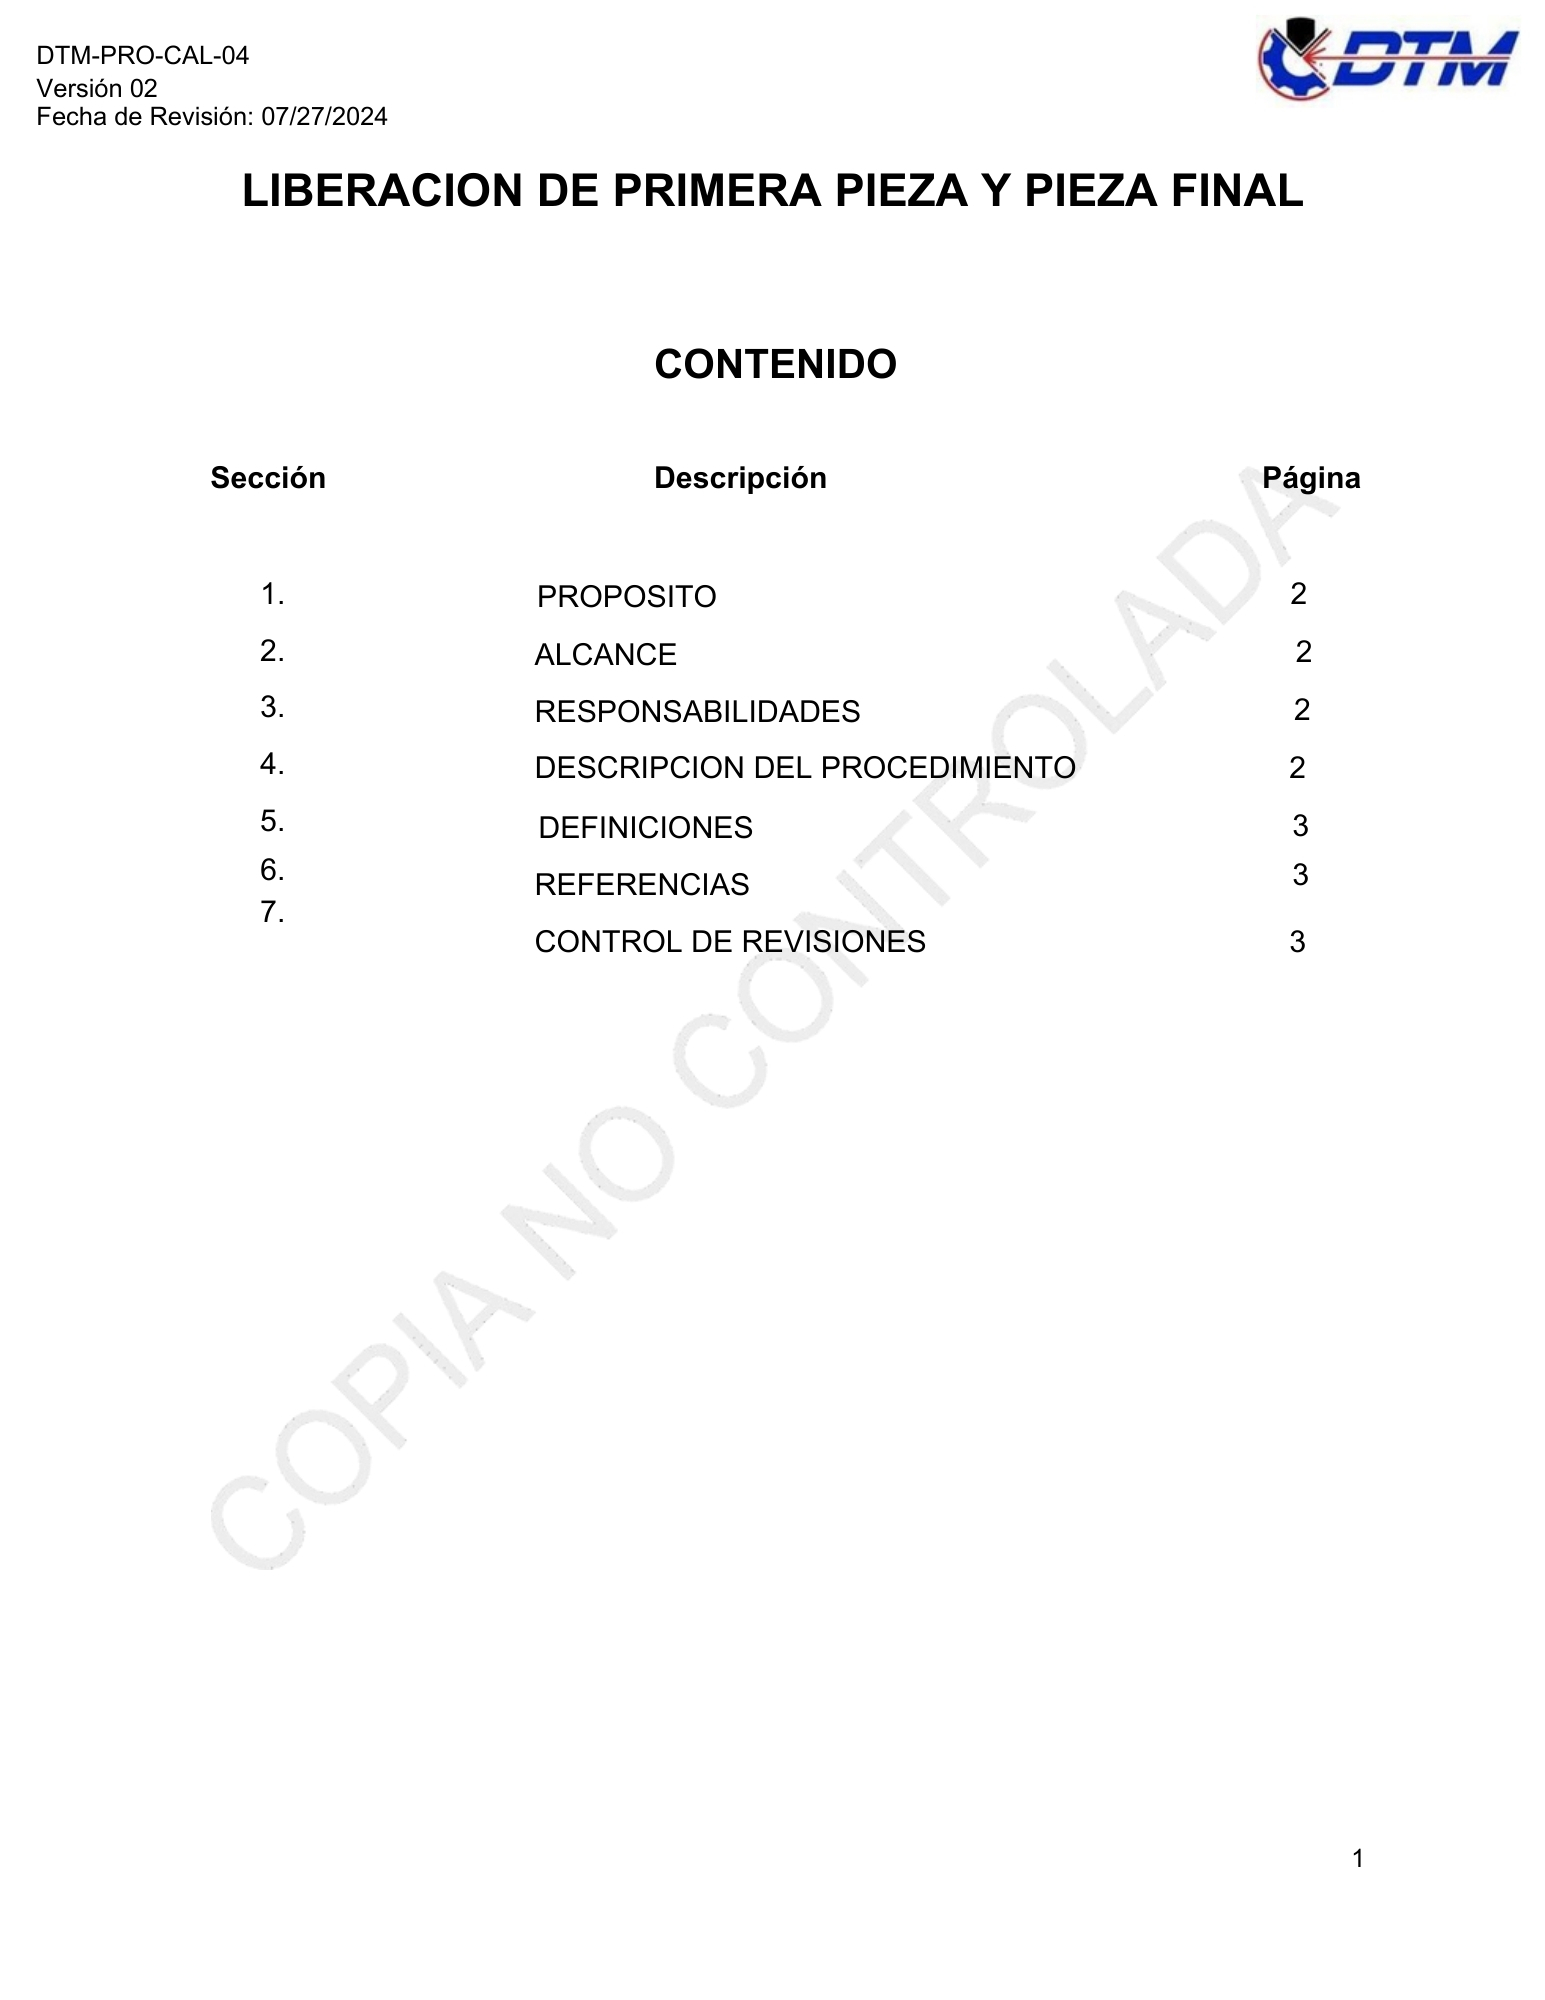 DTM-PRO-CAL-04
Versión 02
Fecha de Revisión: 07/27/2024
DTM
LIBERACION DE PRIMERA PIEZA Y PIEZA FINAL
CONTENIDO
Sección Descripción Página
1. PROPOSITO 2
2. ALCANCE 2
3. RESPONSABILIDADES 2
4. DESCRIPCION DEL PROCEDIMIENTO 2
5. DEFINICIONES 3
6. REFERENCIAS 3
7. CONTROL DE REVISIONES 3
COPIA NO CONTROLADA
1